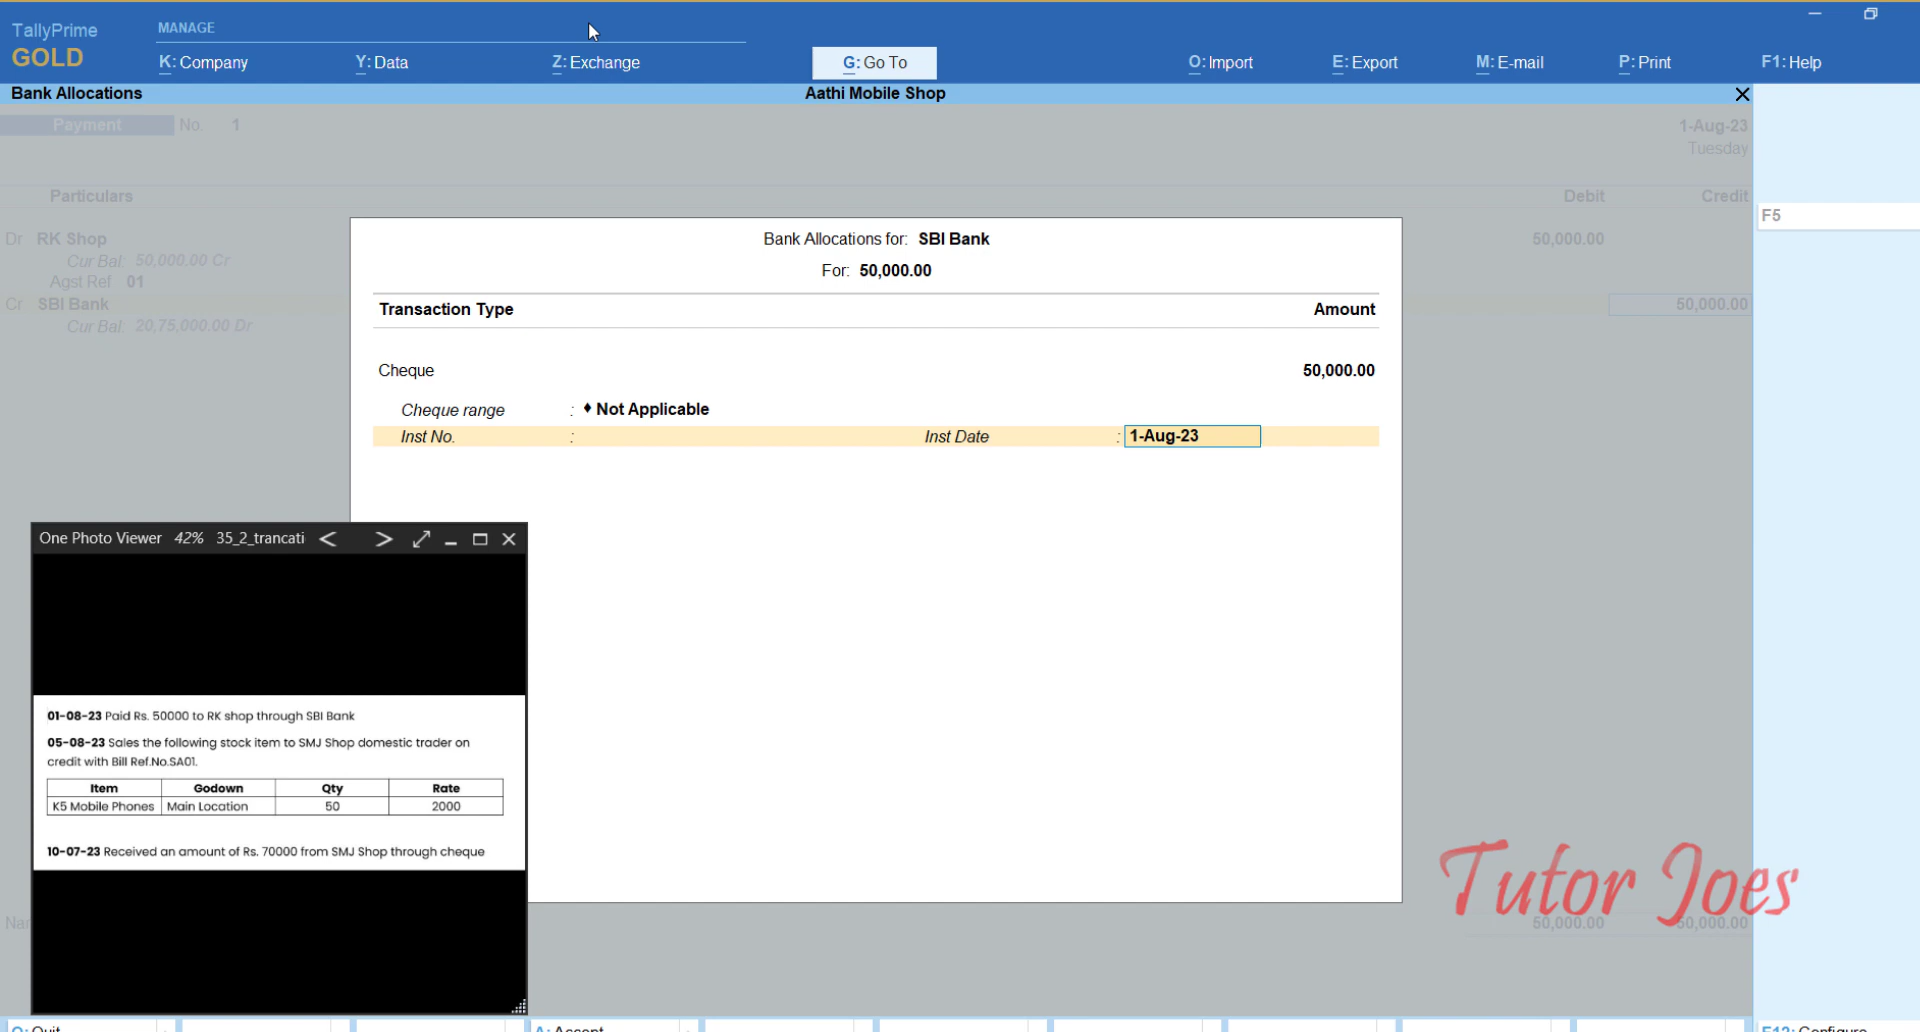 TallyPrime
GOLD
MANAGE
K: Company
Y: Data
Z: Exchange
G: Go To
O: Import
E: Export
M: E-mail
P: Print
F1: Help
Bank Allocations
Aathi Mobile Shop
Payment No. 1
1-Aug-23
Tuesday
Particulars
Debit
Credit
F5
Dr RK Shop
50,000.00
Cur Bal: 50,000.00 Cr
Agst Ref 01
Cr SBI Bank
50,000.00
Cur Bal: 20,75,000.00 Dr
Bank Allocations for: SBI Bank
For: 50,000.00
Transaction Type
Amount
Cheque
50,000.00
Cheque range : ♦ Not Applicable
Inst No. :
Inst Date : 1-Aug-23
One Photo Viewer 42% 35_2_trancati
01-08-23 Paid Rs. 50000 to RK shop through SBI Bank
05-08-23 Sales the following stock item to SMJ Shop domestic trader on
credit with Bill Ref.No.SA01.
Item Godown Qty Rate
K5 Mobile Phones Main Location 50 2000
10-07-23 Received an amount of Rs. 70000 from SMJ Shop through cheque
Tutor Joes
50,000.00
50,000.00
Q: Quit
A: Accept
F12: Configure